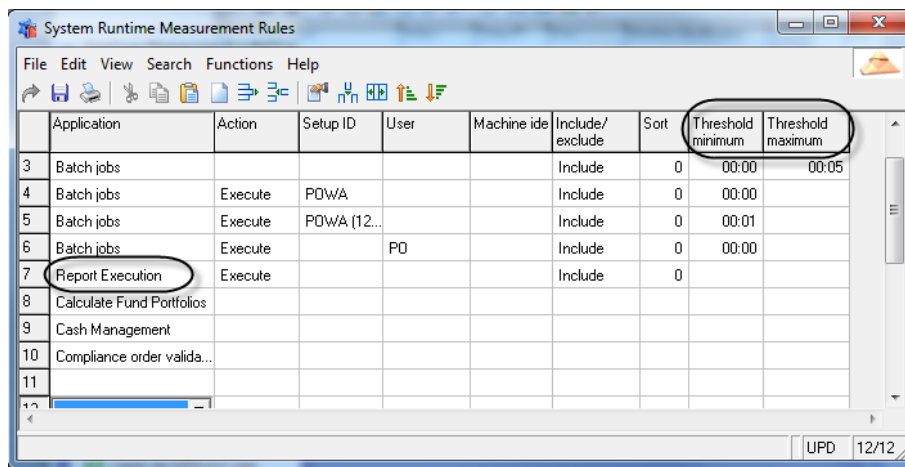 System Runtime Measurement Rules
File Edit View Search Functions Help
Application Action Setup ID User Machine ide Include/ exclude Sort Threshold minimum Threshold maximum
3 Batch jobs Include 0 00:00 00:05
4 Batch jobs Execute POWA Include 0 00:00
5 Batch jobs Execute POWA (12... Include 0 00:01
6 Batch jobs Execute PO Include 0 00:00
7 Report Execution Execute Include 0
8 Calculate Fund Portfolios
9 Cash Management
10 Compliance order valida...
11
12
UPD 12/12